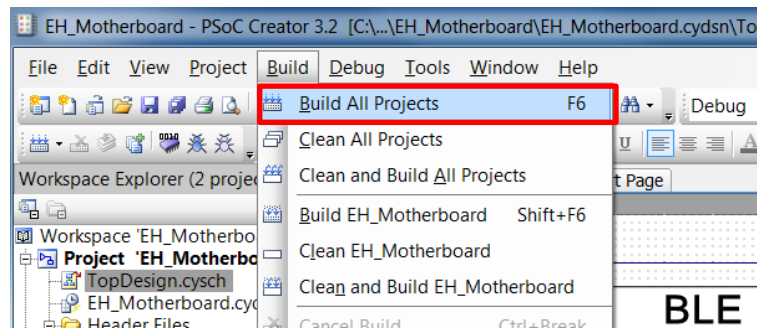 EH_Motherboard - PSoC Creator 3.2 [C:\...\EH_Motherboard\EH_Motherboard.cydsn\To
File Edit View Project Build Debug Tools Window Help
Build All Projects F6
Debug
Clean All Projects
U
A
Workspace Explorer (2 projec
Clean and Build All Projects
t Page
Build EH_Motherboard Shift+F6
Workspace 'EH_Motherbo
Clean EH_Motherboard
Project 'EH_Motherbo
TopDesign.cysch
Clean and Build EH_Motherboard
EH_Motherboard.cyd
BLE
Header Files
Cancel Build Ctrl+Break